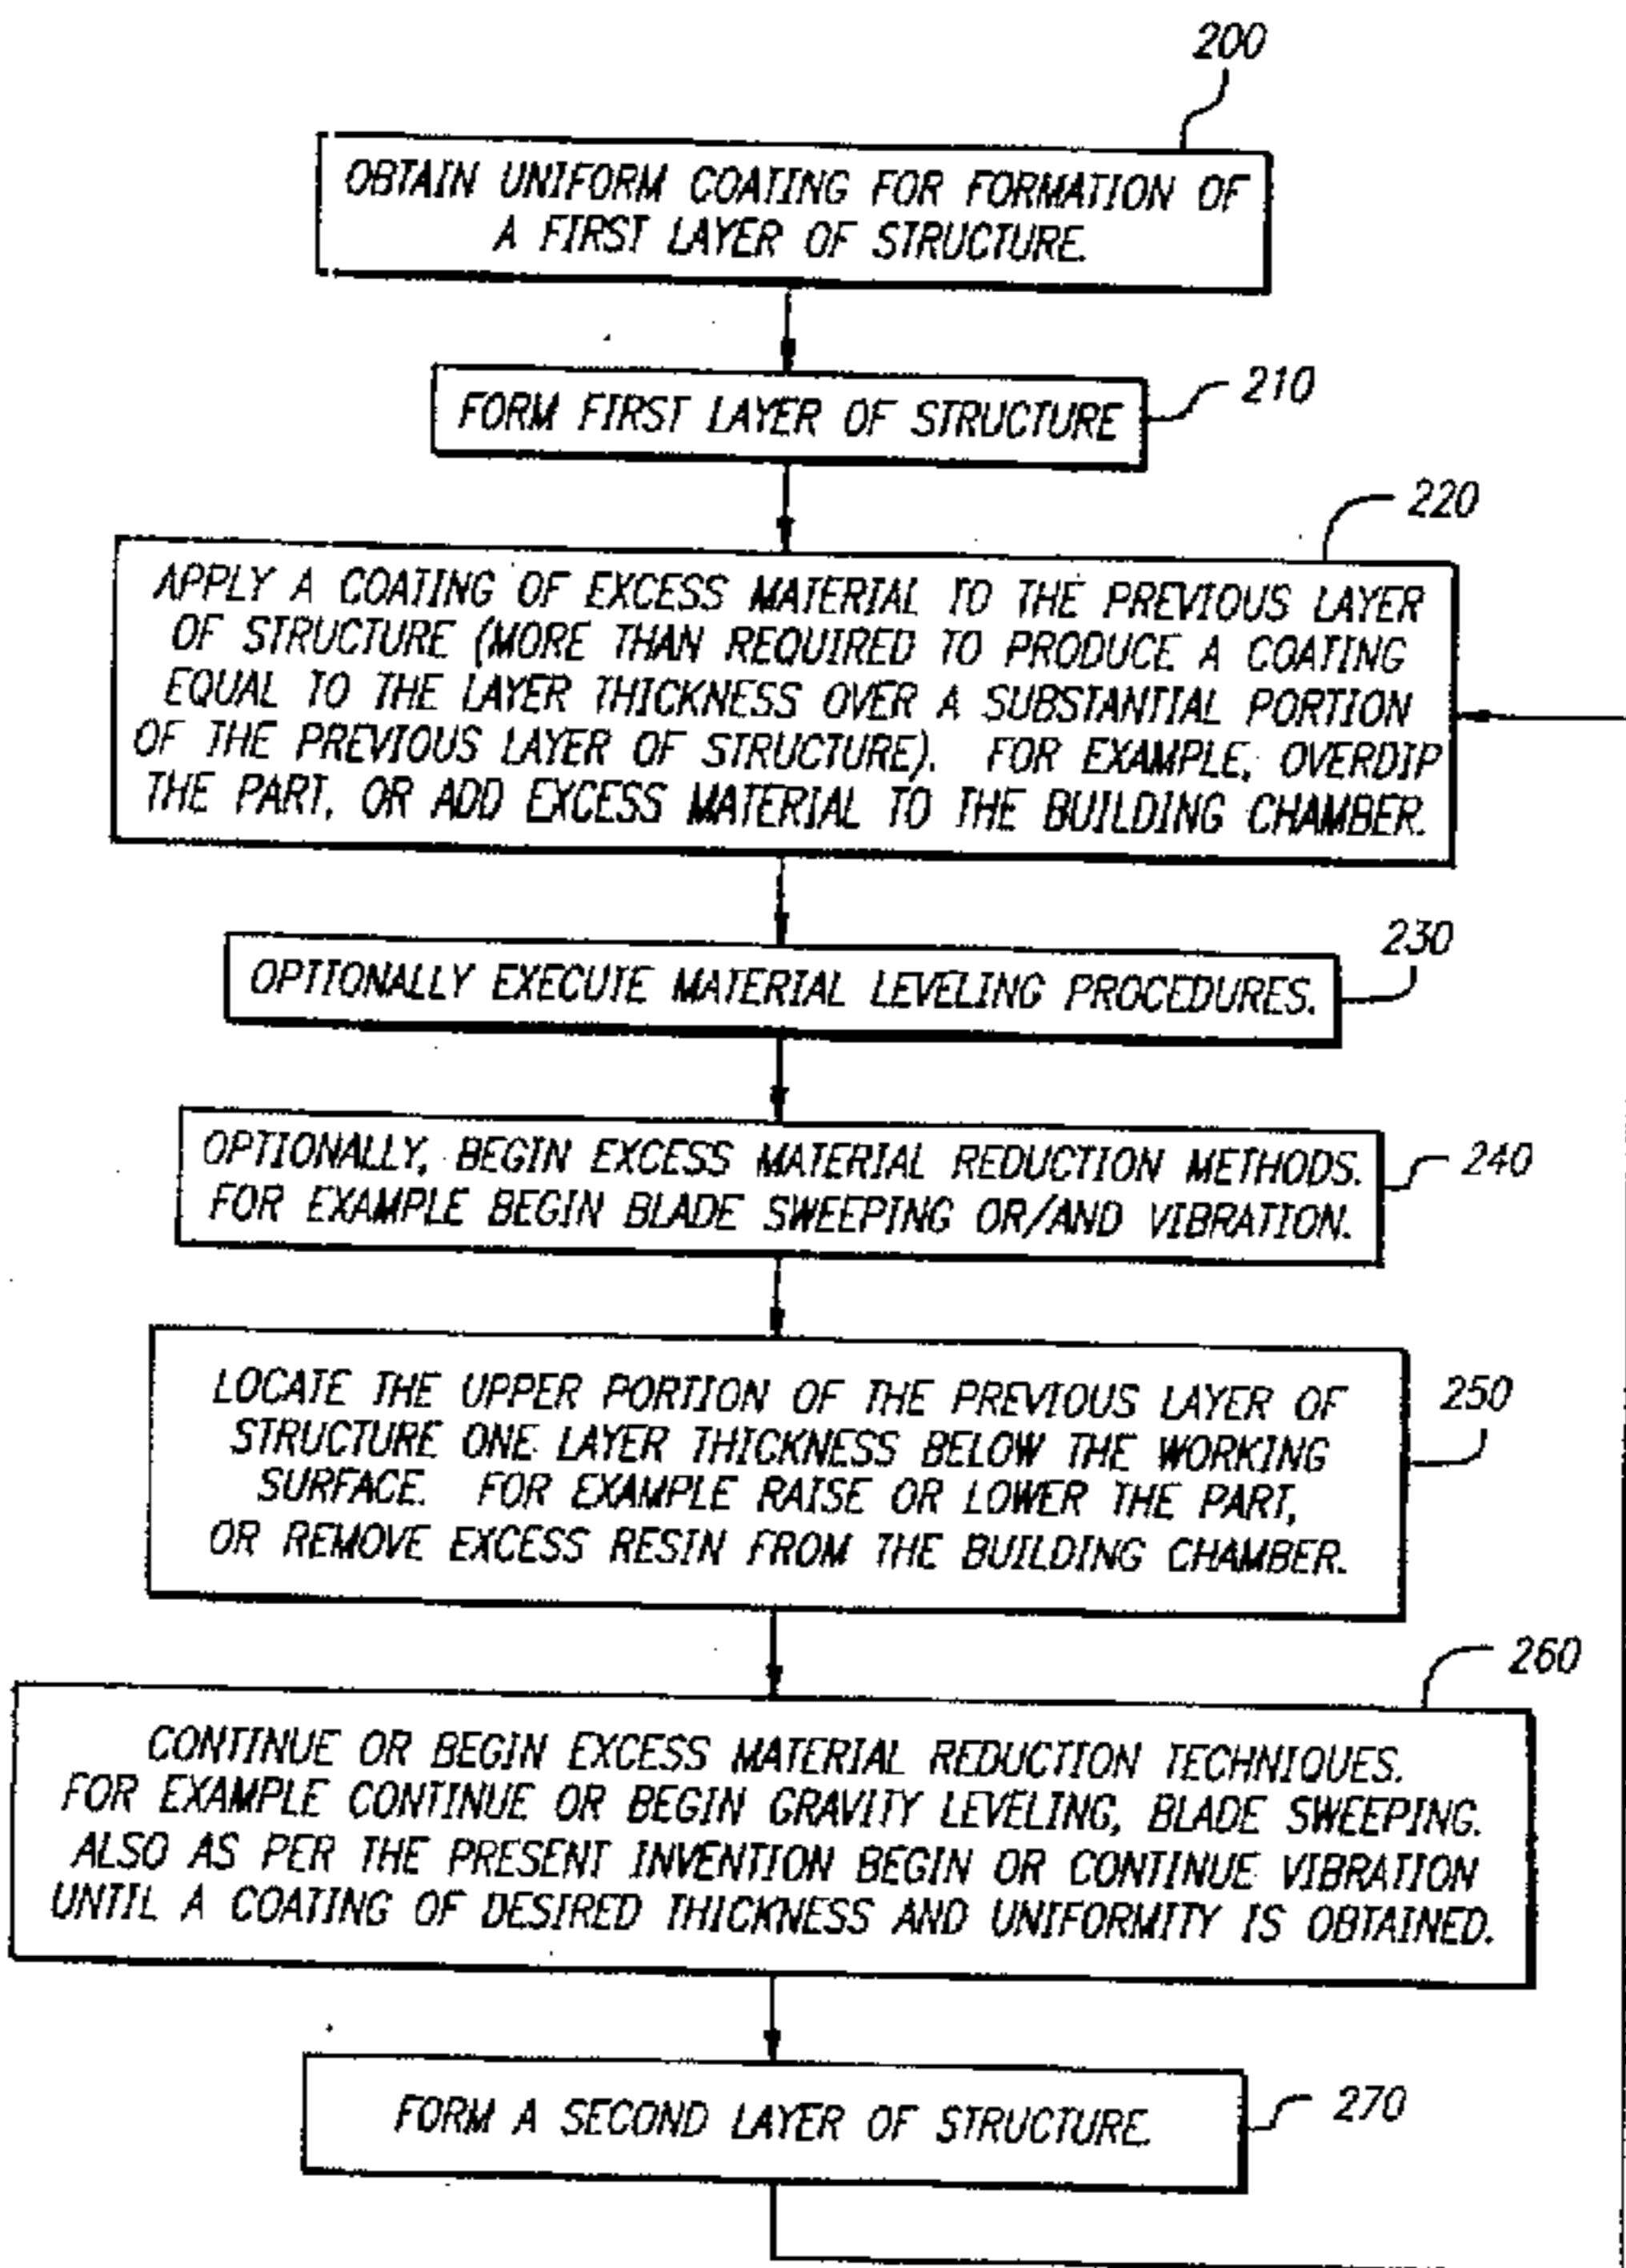 200
OBTAIN UNIFORM COATING FOR FORMATION OF
A FIRST LAYER OF STRUCTURE.
FORM FIRST LAYER OF STRUCTURE
210
220
APPLY A COATING OF EXCESS MATERIAL TO THE PREVIOUS LAYER
OF STRUCTURE (MORE THAN REQUIRED TO PRODUCE A COATING
EQUAL TO THE LAYER THICKNESS OVER A SUBSTANTIAL PORTION
OF THE PREVIOUS LAYER OF STRUCTURE). FOR EXAMPLE, OVERDIP
THE PART, OR ADD EXCESS MATERIAL TO THE BUILDING CHAMBER.
230
OPTIONALLY EXECUTE MATERIAL LEVELING PROCEDURES.
OPTIONALLY, BEGIN EXCESS MATERIAL REDUCTION METHODS.
FOR EXAMPLE BEGIN BLADE SWEEPING OR/AND VIBRATION.
240
LOCATE THE UPPER PORTION OF THE PREVIOUS LAYER OF
STRUCTURE ONE LAYER THICKNESS BELOW THE WORKING
SURFACE. FOR EXAMPLE RAISE OR LOWER THE PART,
OR REMOVE EXCESS RESIN FROM THE BUILDING CHAMBER.
250
260
CONTINUE OR BEGIN EXCESS MATERIAL REDUCTION TECHNIQUES.
FOR EXAMPLE CONTINUE OR BEGIN GRAVITY LEVELING, BLADE SWEEPING.
ALSO AS PER THE PRESENT INVENTION BEGIN OR CONTINUE VIBRATION
UNTIL A COATING OF DESIRED THICKNESS AND UNIFORMITY IS OBTAINED.
FORM A SECOND LAYER OF STRUCTURE.
270